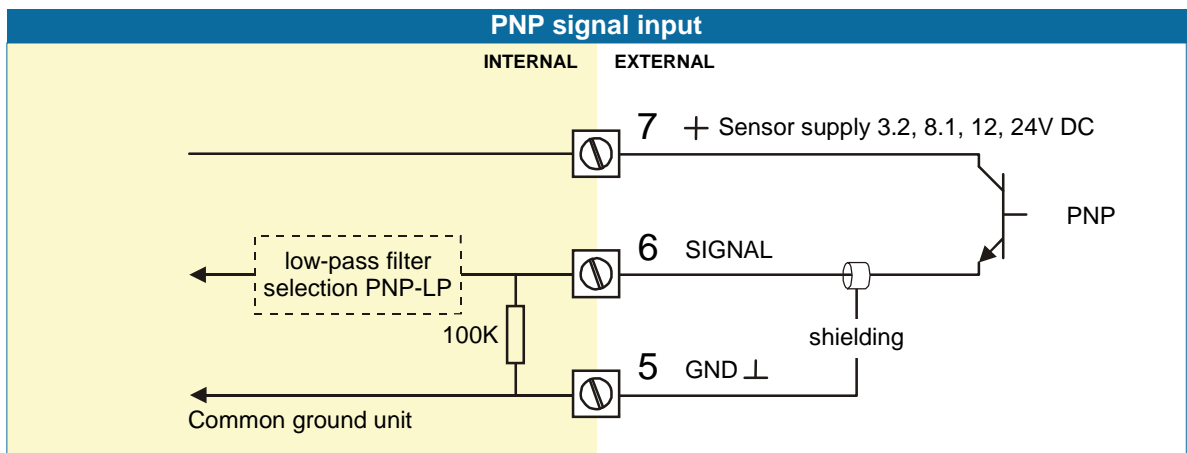 PNP signal input
INTERNAL EXTERNAL
7 + Sensor supply 3.2, 8.1, 12, 24V DC
PNP
6 SIGNAL
low-pass filter
selection PNP-LP
100K
shielding
5 GND ⊥
Common ground unit